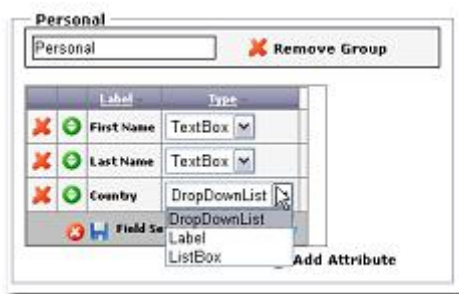 Personal
Personal
Remove Group
Label Type
First Name TextBox
Last Name TextBox
Country DropDownList
Field Se
DropDownList
Label
ListBox
Add Attribute